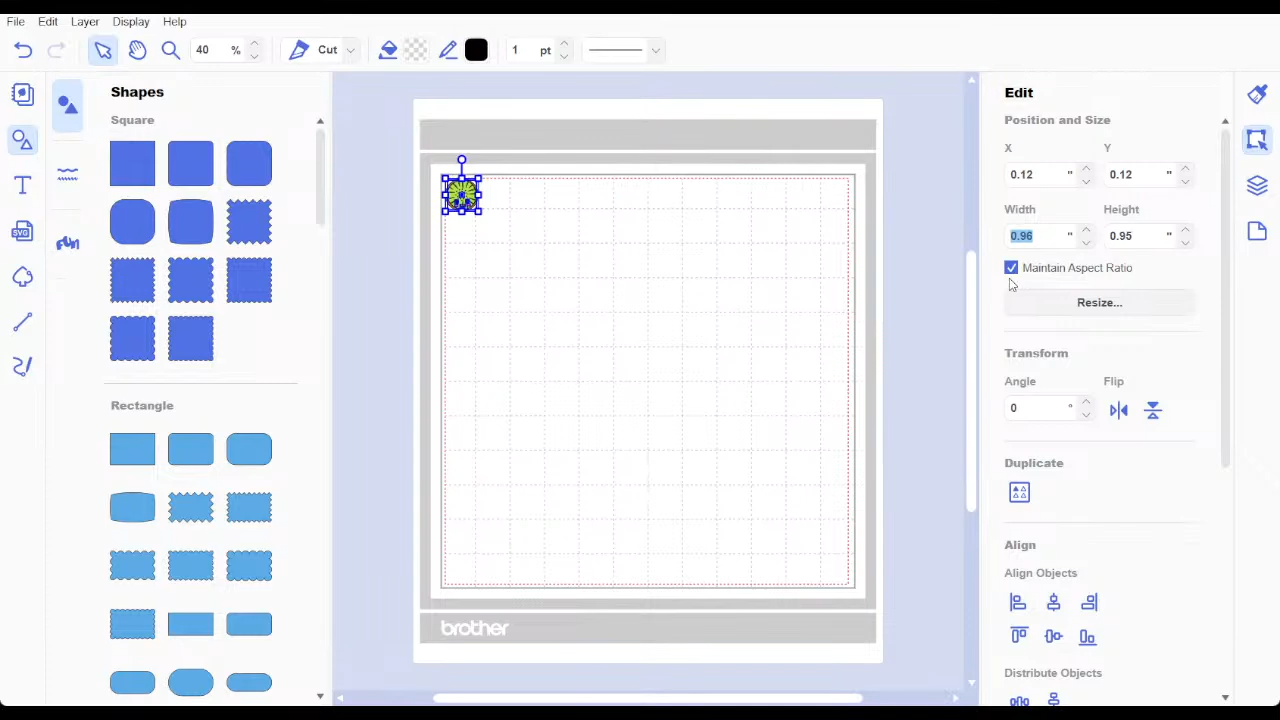 File Edit Layer Display Help
40 % Cut 1 pt
Shapes
Square
Rectangle
SVG
fun
brother
Edit
Position and Size
X Y
0.12 " 0.12 "
Width Height
0.96 " 0.95 "
Maintain Aspect Ratio
Resize...
Transform
Angle Flip
0 °
Duplicate
Align
Align Objects
Distribute Objects